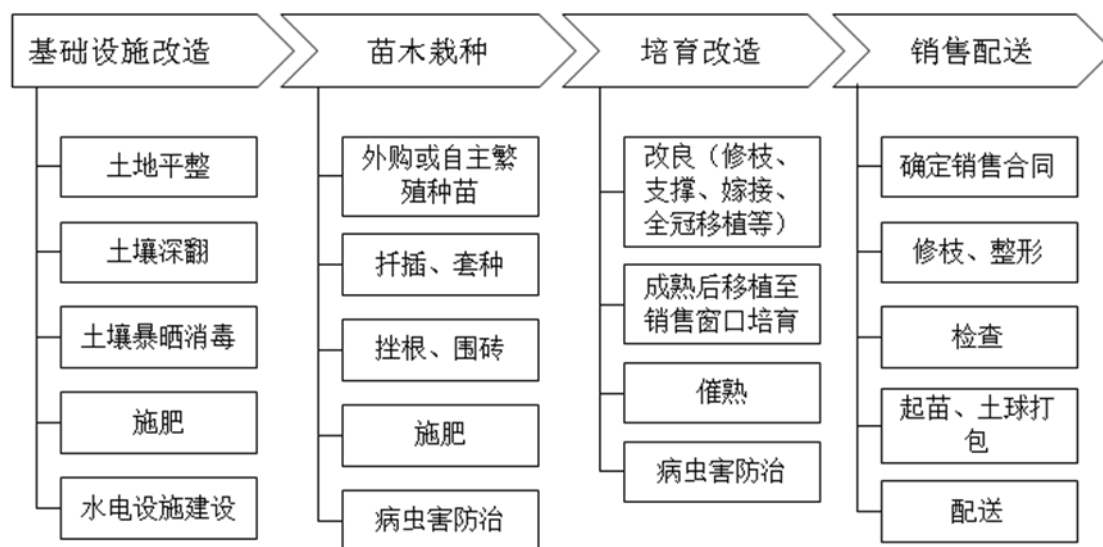 基础设施改造
土地平整
土壤深翻
土壤暴晒消毒
施肥
水电设施建设
苗木栽种
外购或自主繁
殖种苗
扦插、套种
挫根、围砖
施肥
病虫害防治
培育改造
改良（修枝、
支撑、嫁接、
全冠移植等）
成熟后移植至
销售窗口培育
催熟
病虫害防治
销售配送
确定销售合同
修枝、整形
检查
起苗、土球打
包
配送